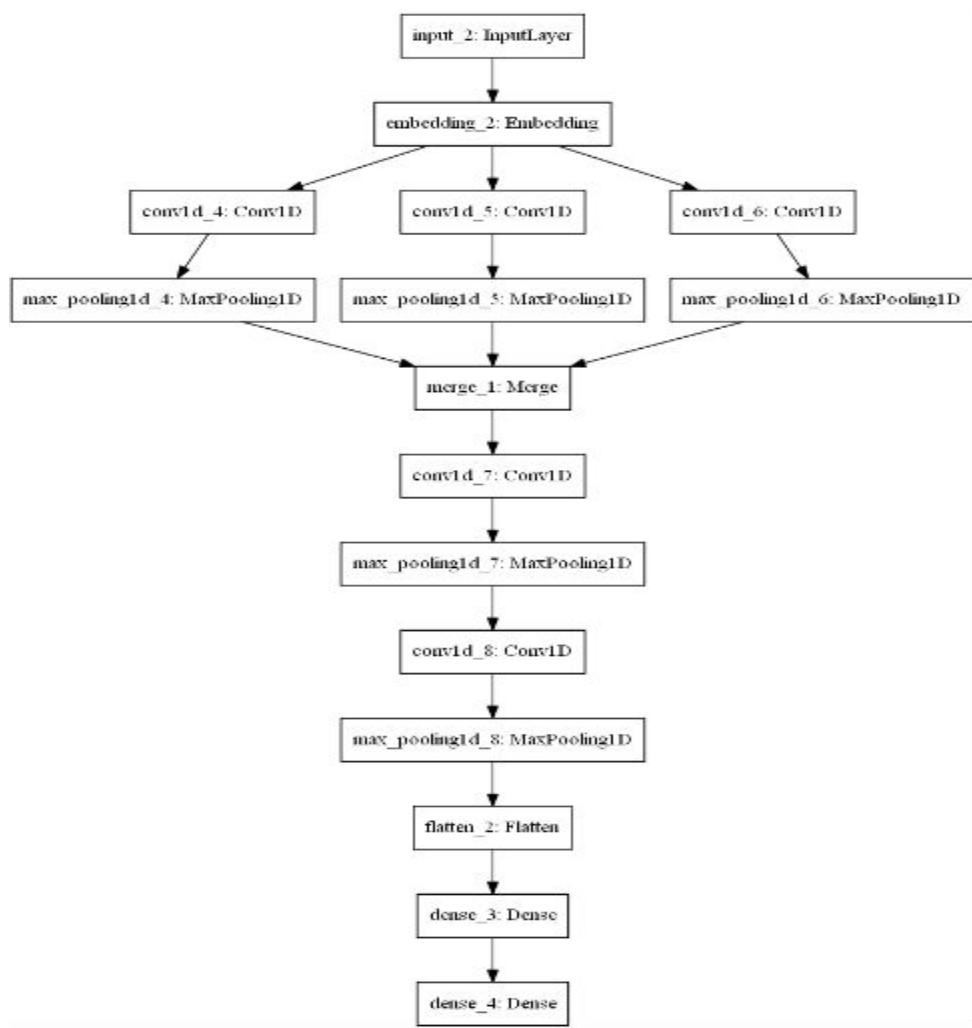 input_2: InputLayer
embedding_2: Embedding
conv1d_4: Conv1D
conv1d_5: Conv1D
conv1d_6: Conv1D
max_pooling1d_4: MaxPooling1D
max_pooling1d_5: MaxPooling1D
max_pooling1d_6: MaxPooling1D
merge_1: Merge
conv1d_7: Conv1D
max_pooling1d_7: MaxPooling1D
conv1d_8: Conv1D
max_pooling1d_8: MaxPooling1D
flatten_2: Flatten
dense_3: Dense
dense_4: Dense